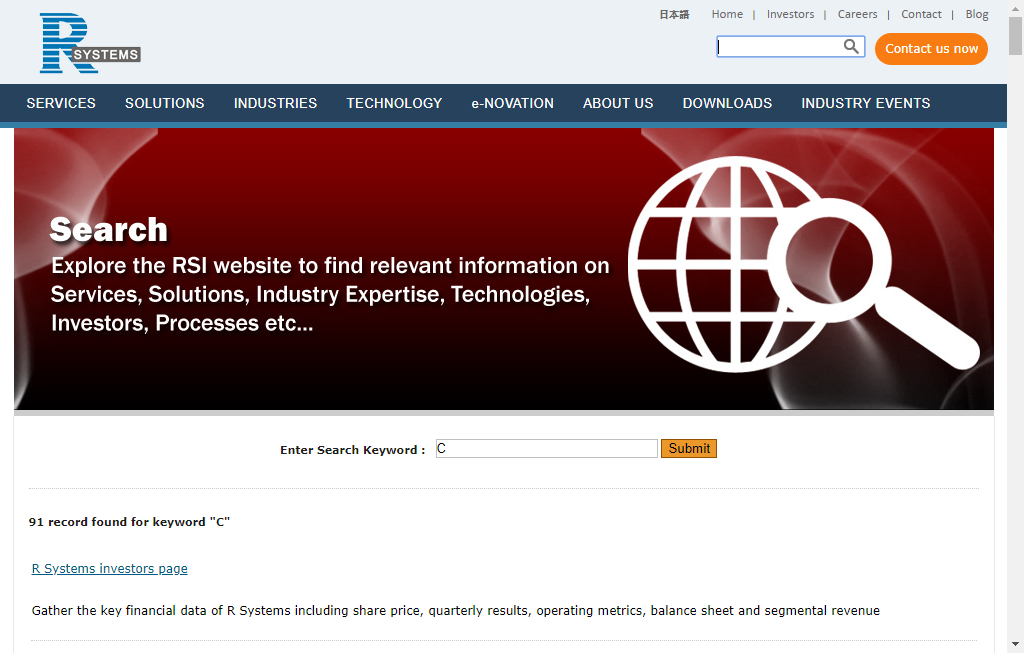 日本語 Home | Investors | Careers | Contact | Blog
R SYSTEMS
Contact us now
SERVICES SOLUTIONS INDUSTRIES TECHNOLOGY e-NOVATION ABOUT US DOWNLOADS INDUSTRY EVENTS
Search
Explore the RSI website to find relevant information on
Services, Solutions, Industry Expertise, Technologies,
Investors, Processes etc...
Enter Search Keyword : C Submit
91 record found for keyword "C"
R Systems investors page
Gather the key financial data of R Systems including share price, quarterly results, operating metrics, balance sheet and segmental revenue